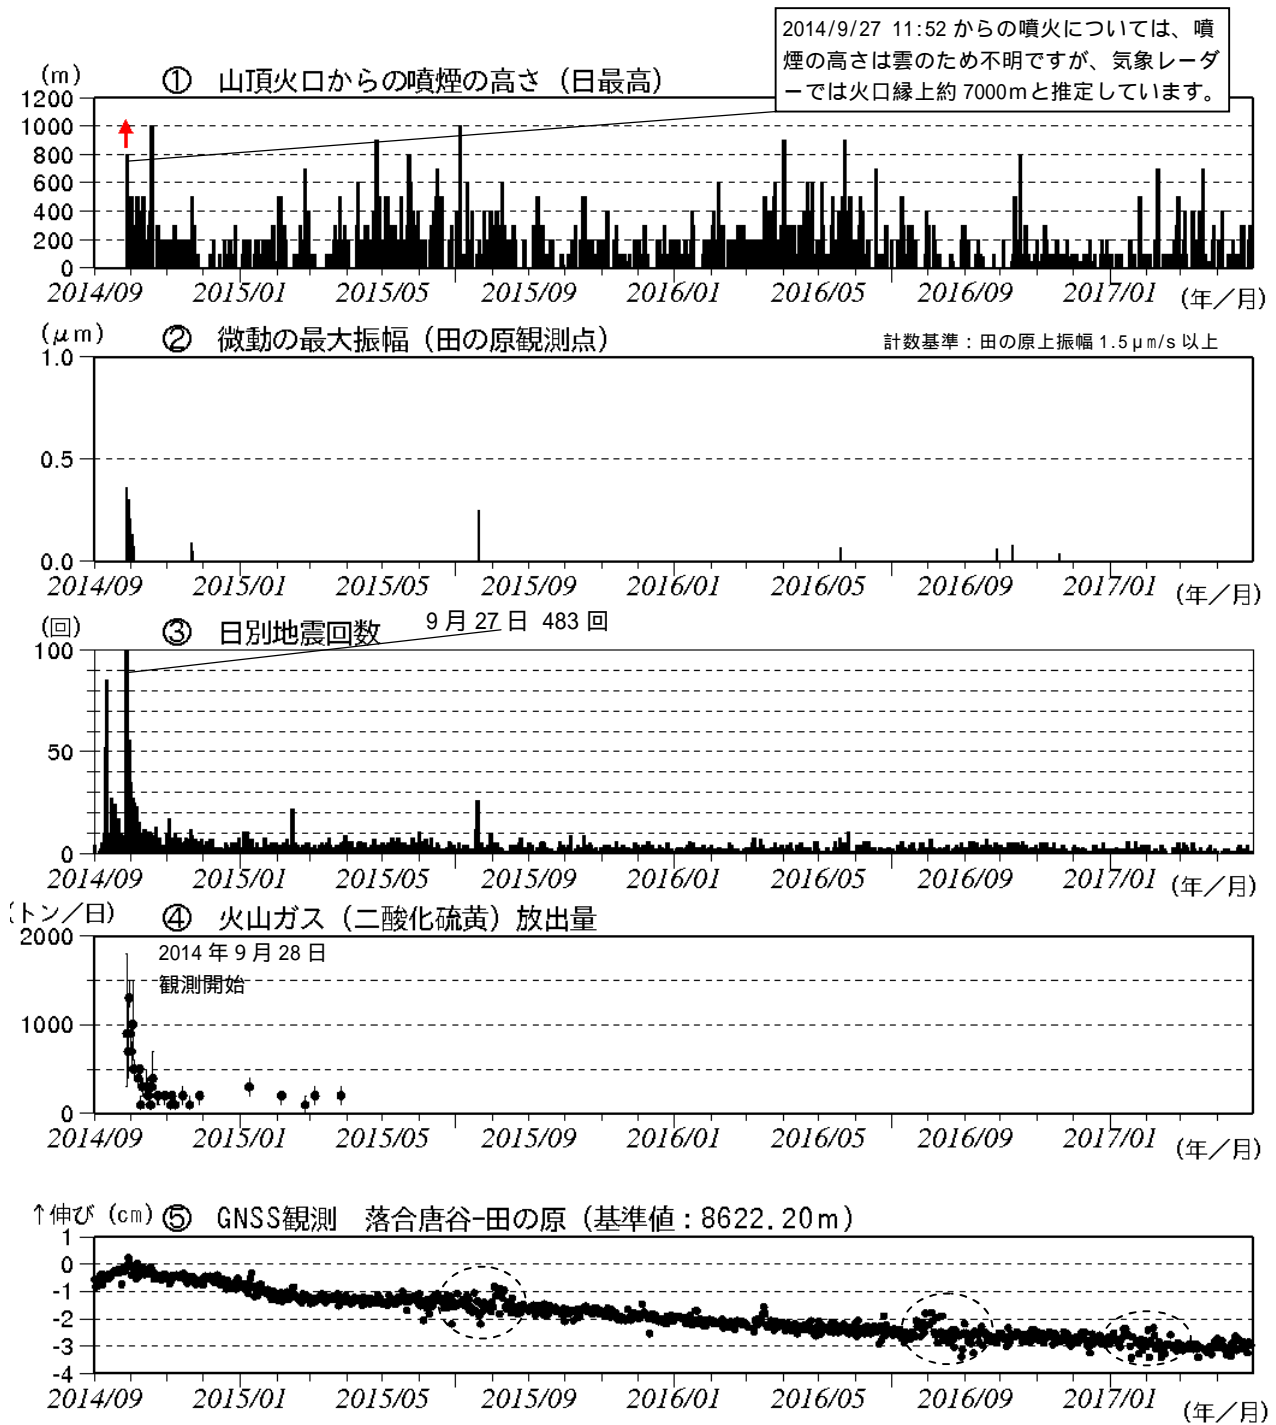 2014/9/27 11:52 からの噴火については、噴
煙の高さは雲のため不明ですが、気象レーダ
ーでは火口縁上約 7000mと推定しています。
(m) ① 山頂火口からの噴煙の高さ（日最高）
1200
1000
800
600
400
200
0
2014/09 2015/01 2015/05 2015/09 2016/01 2016/05 2016/09 2017/01 (年／月)
(μm) ② 微動の最大振幅（田の原観測点） 計数基準：田の原上振幅 1.5μm/s 以上
1.0
0.5
0.0
2014/09 2015/01 2015/05 2015/09 2016/01 2016/05 2016/09 2017/01 (年／月)
(回) ③ 日別地震回数 9 月 27 日 483 回
100
50
0
2014/09 2015/01 2015/05 2015/09 2016/01 2016/05 2016/09 2017/01 (年／月)
(トン／日) ④ 火山ガス（二酸化硫黄）放出量
2000
2014 年 9 月 28 日
観測開始
1000
0
2014/09 2015/01 2015/05 2015/09 2016/01 2016/05 2016/09 2017/01 (年／月)
↑伸び (cm) ⑤ GNSS観測 落合唐谷-田の原（基準値：8622.20m）
1
0
-1
-2
-3
-4
2014/09 2015/01 2015/05 2015/09 2016/01 2016/05 2016/09 2017/01 (年／月)